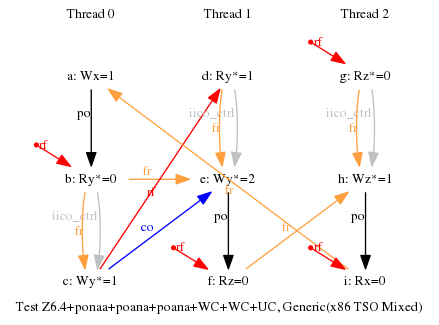 Thread 0 Thread 1 Thread 2
rf
a: Wx=1 d: Ry*=1 g: Rz*=0
po iico_ctrl fr iico_ctrl fr
rf
b: Ry*=0 fr e: Wy*=2 h: Wz*=1
rf fr
iico_ctrl fr co po fr po
rf rf
c: Wy*=1 f: Rz=0 i: Rx=0
Test Z6.4+ponaa+poana+poana+WC+WC+UC, Generic(x86 TSO Mixed)